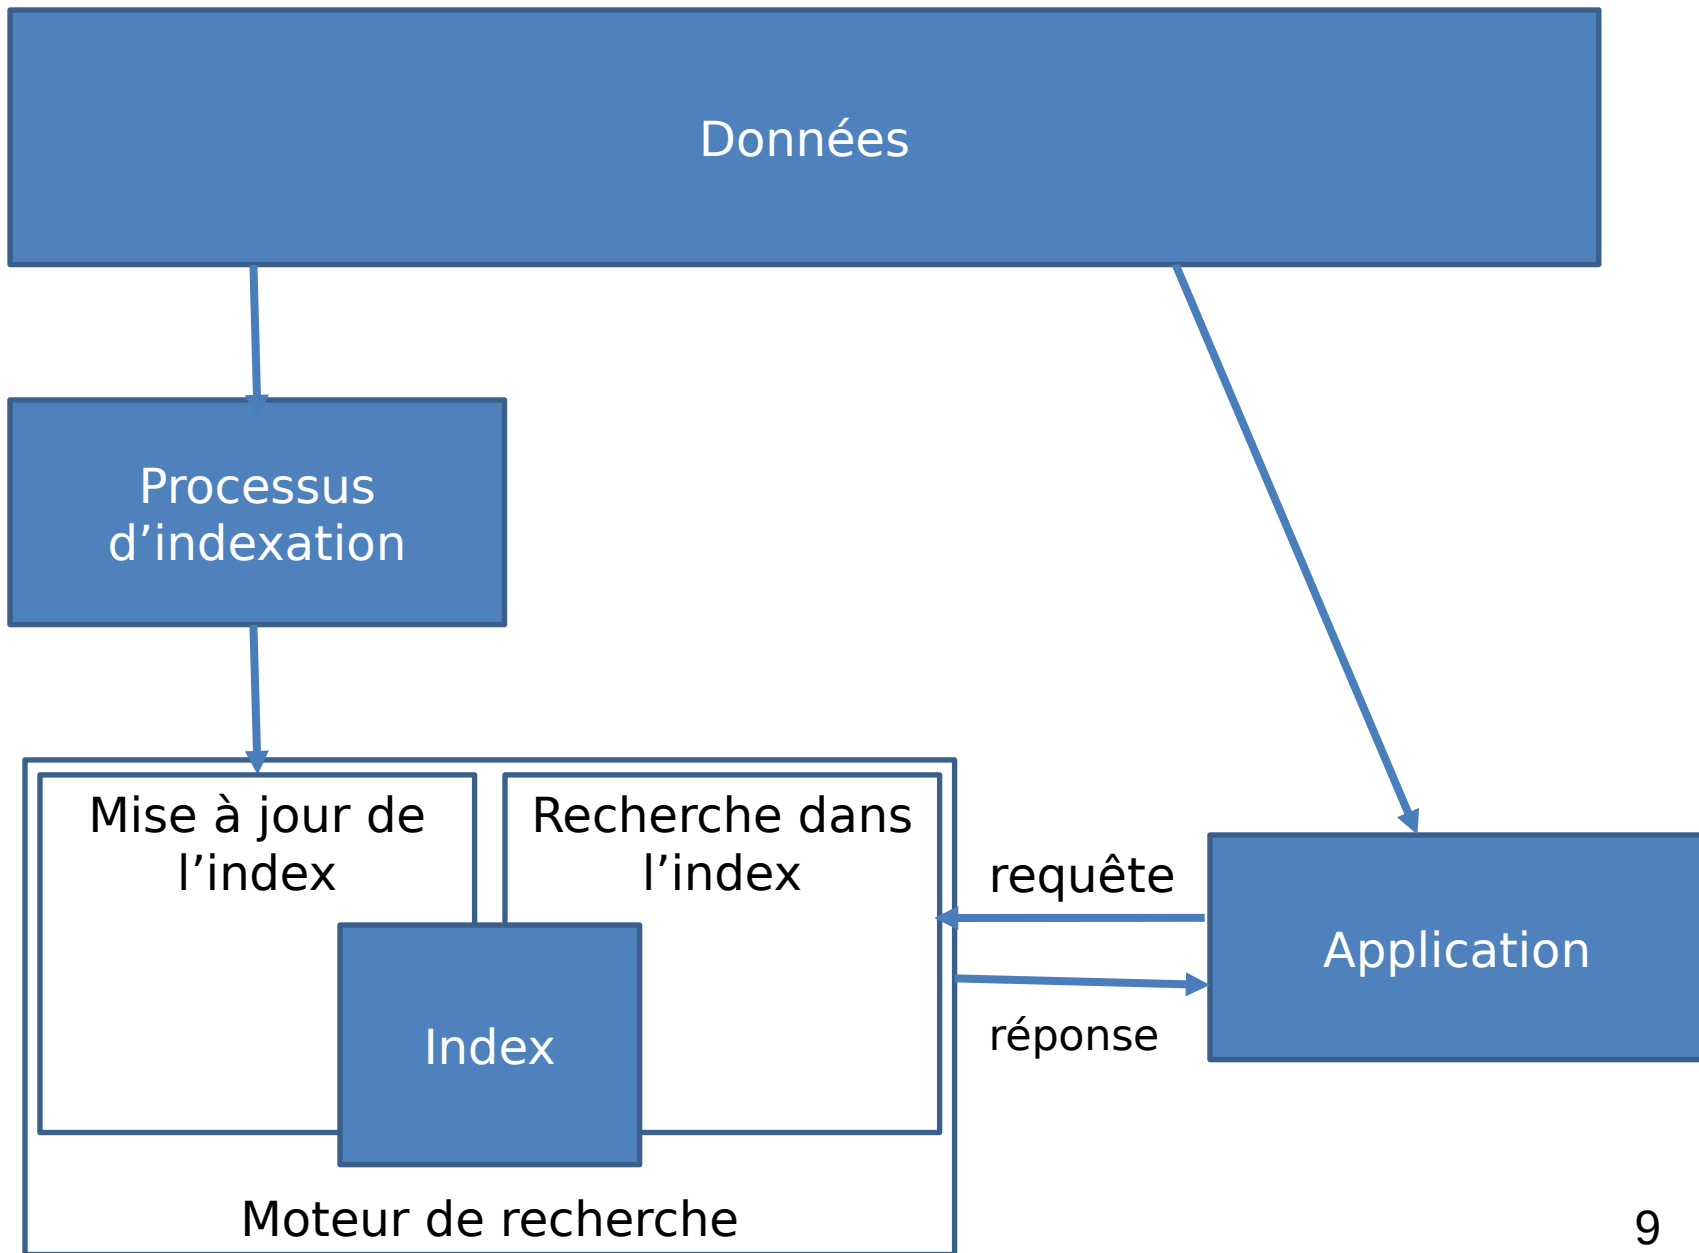 Données
Processus
d’indexation
Mise à jour de
l’index
Recherche dans
l’index
requête
Application
Index
réponse
Moteur de recherche
9